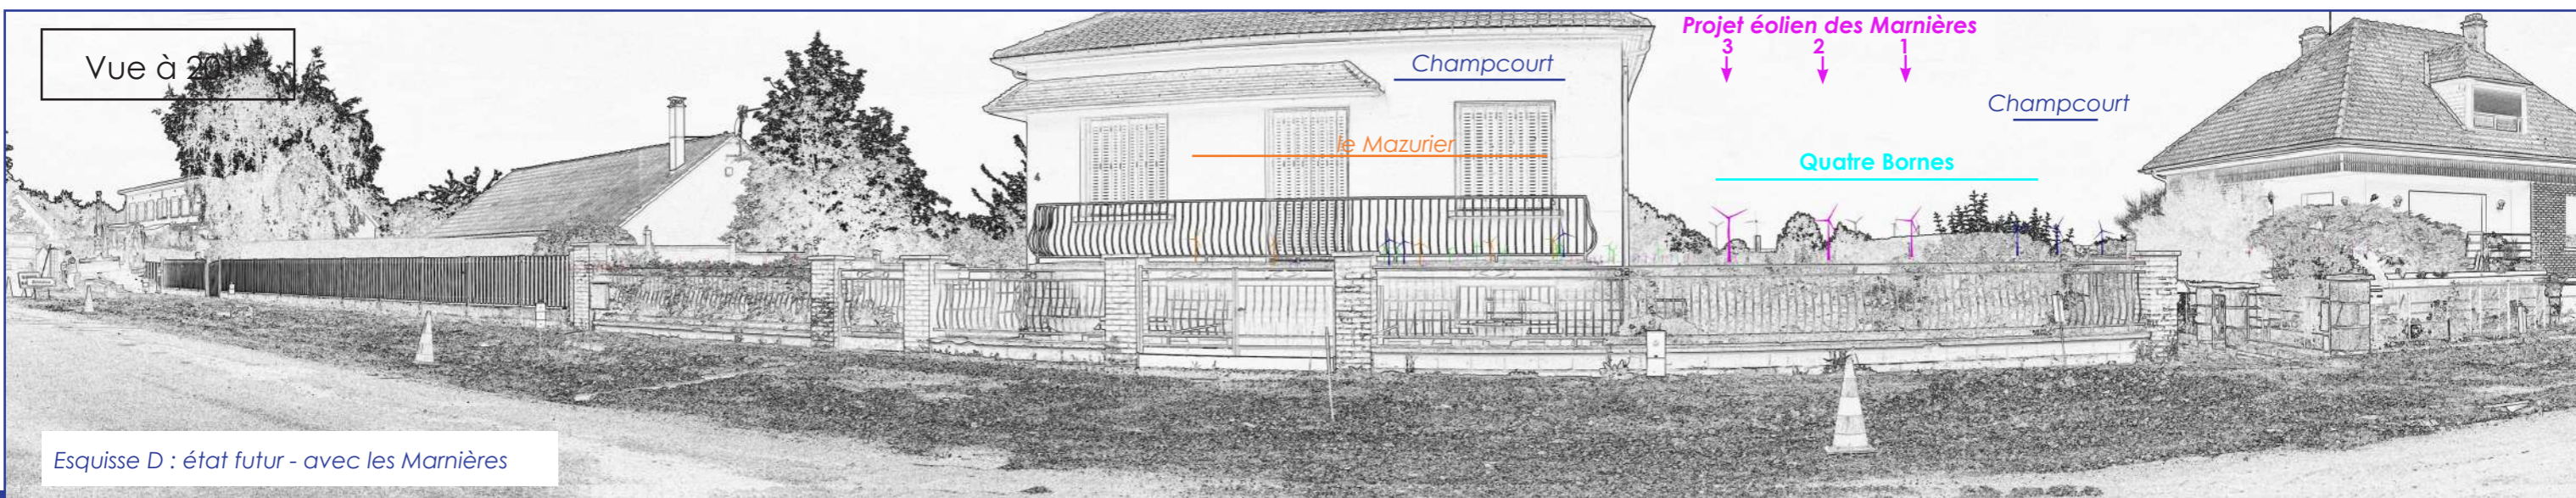 Vue à
Projet éolien des Marnières
3 2 1
Champcourt
Champcourt
le Mazurier
Quatre Bornes
4
Esquisse D : état futur - avec les Marnières